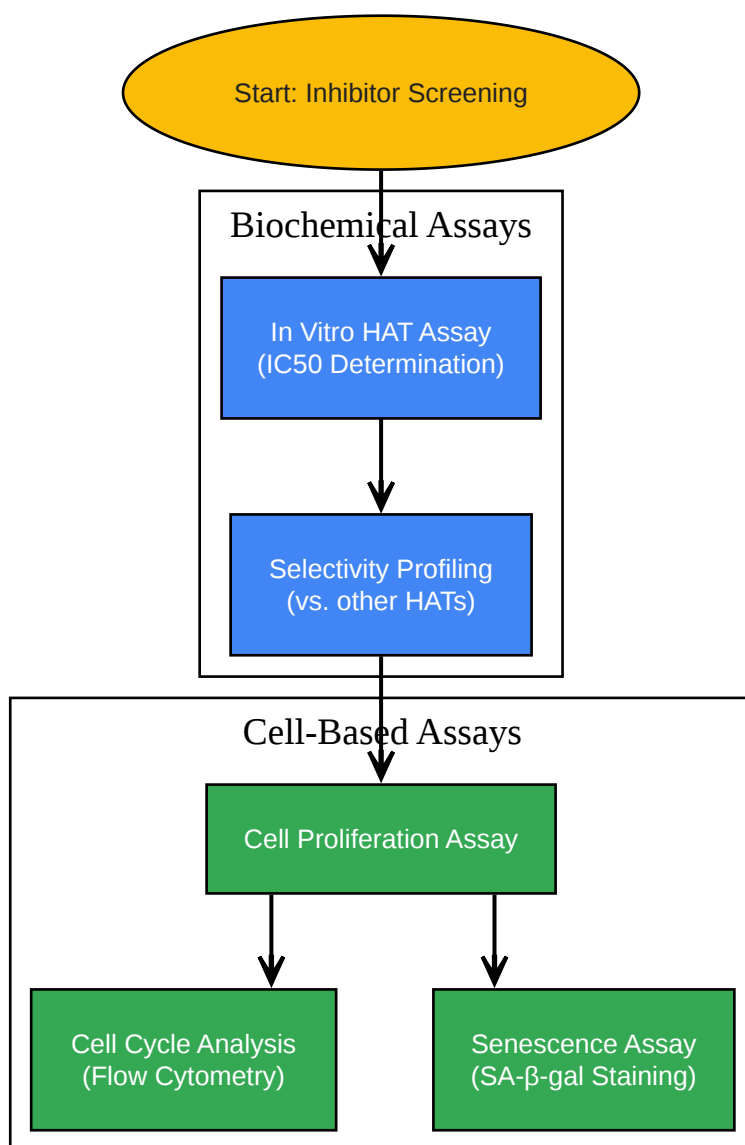 Start: Inhibitor Screening
Biochemical Assays
In Vitro HAT Assay
(IC50 Determination)
Selectivity Profiling
(vs. other HATs)
Cell-Based Assays
Cell Proliferation Assay
Cell Cycle Analysis
(Flow Cytometry)
Senescence Assay
(SA-β-gal Staining)